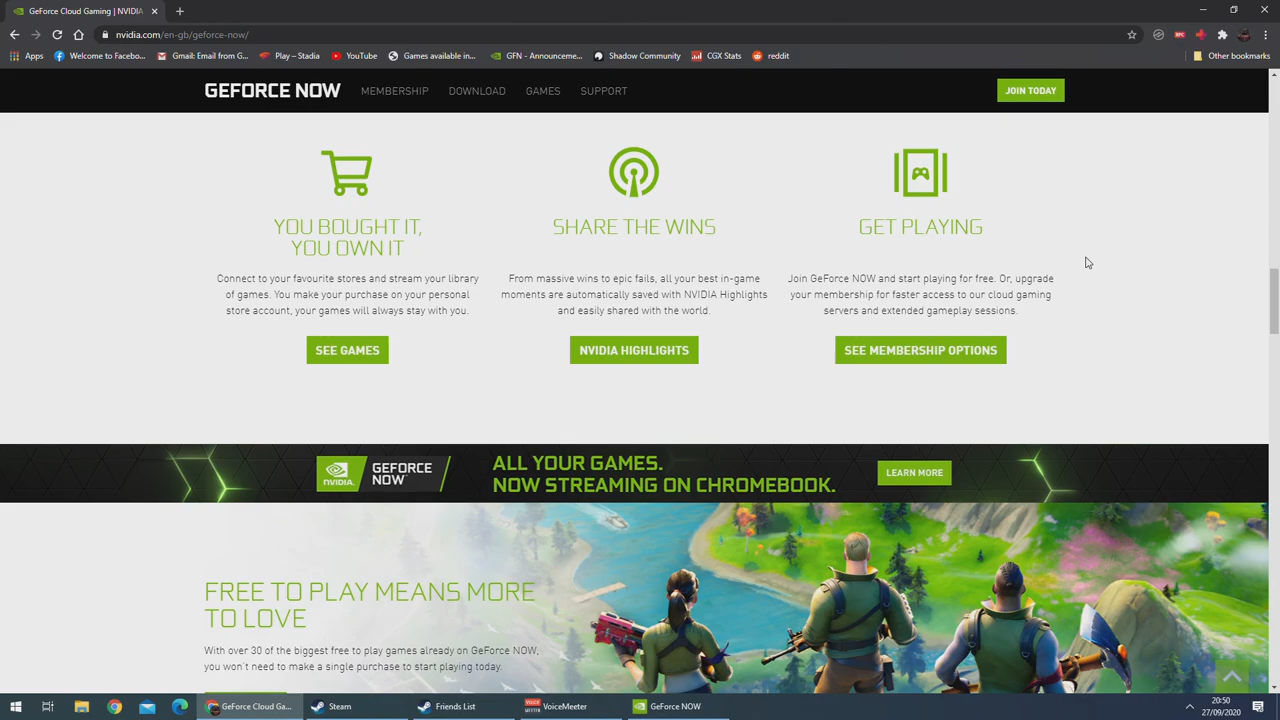 GeForce Cloud Gaming | NVIDIA
nvidia.com/en-gb/geforce-now/
Apps
Welcome to Facebo...
Gmail: Email from G...
Play – Stadia
YouTube
Games available in...
GFN - Announceme...
Shadow Community
CGX Stats
reddit
Other bookmarks
GEFORCE NOW
MEMBERSHIP
DOWNLOAD
GAMES
SUPPORT
JOIN TODAY
YOU BOUGHT IT,
YOU OWN IT
Connect to your favourite stores and stream your library
of games. You make your purchase on your personal
store account, your games will always stay with you.
SEE GAMES
SHARE THE WINS
From massive wins to epic fails, all your best in-game
moments are automatically saved with NVIDIA Highlights
and easily shared with the world.
NVIDIA HIGHLIGHTS
GET PLAYING
Join GeForce NOW and start playing for free. Or, upgrade
your membership for faster access to our cloud gaming
servers and extended gameplay sessions.
SEE MEMBERSHIP OPTIONS
NVIDIA.
GEFORCE
NOW
ALL YOUR GAMES.
NOW STREAMING ON CHROMEBOOK.
LEARN MORE
FREE TO PLAY MEANS MORE
TO LOVE
With over 30 of the biggest free to play games already on GeForce NOW,
you won't need to make a single purchase to start playing today.
GeForce Cloud Ga...
Steam
Friends List
VoiceMeeter
GeForce NOW
20:50
27/09/2020